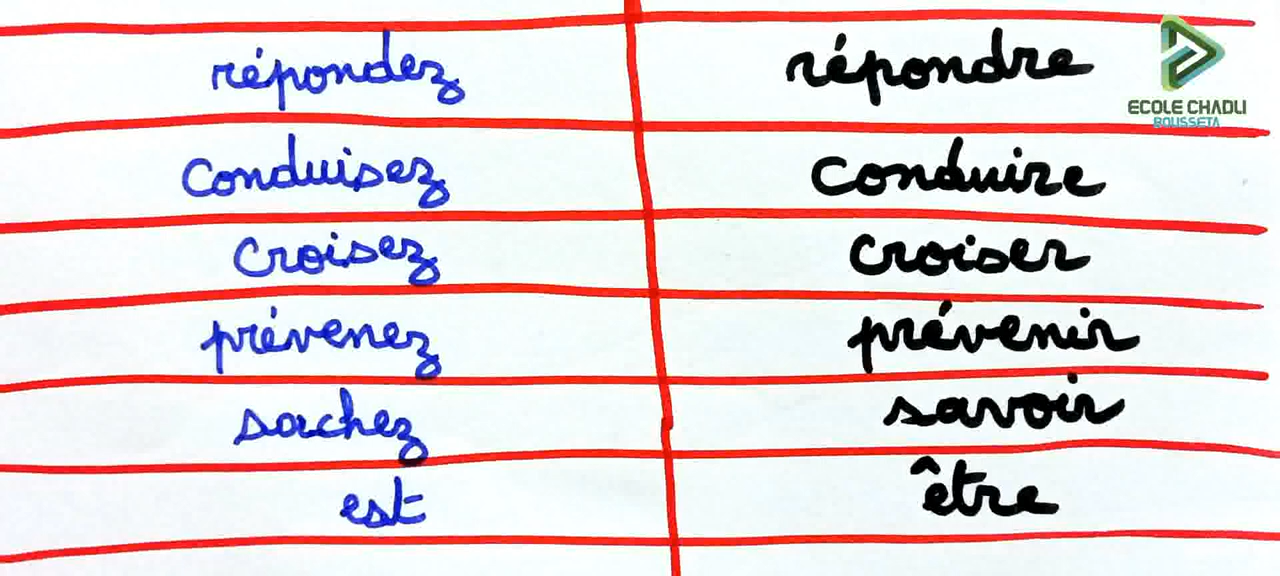 répondez répondre
ECOLE CHADLI
BOUSSETA
conduisez conduire
croisez croiser
prévenez prévenir
sachez savoir
est être